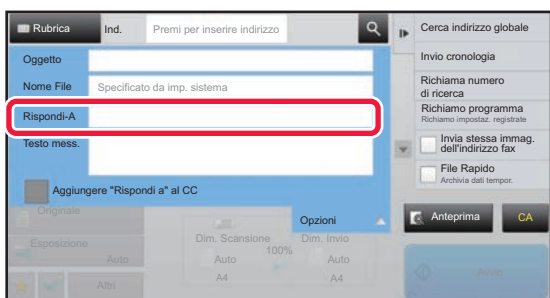 Rubrica
Ind.
Premi per inserire indirizzo
Cerca indirizzo globale
Oggetto
Invio cronologia
Nome File
Specificato da imp. sistema
Richiama numero
di ricerca
Rispondi-A
Richiamo programma
Richiamo impostaz. registrate
Testo mess.
Invia stessa immag.
dell'indirizzo fax
File Rapido
Archivia dati tempor.
Aggiungere "Rispondi a" al CC
Originale
Opzioni
Anteprima
CA
Esposizione
Auto
Dim. Scansione
100%
Dim. Invio
Auto
Auto
A4
A4
Altri
Avvio